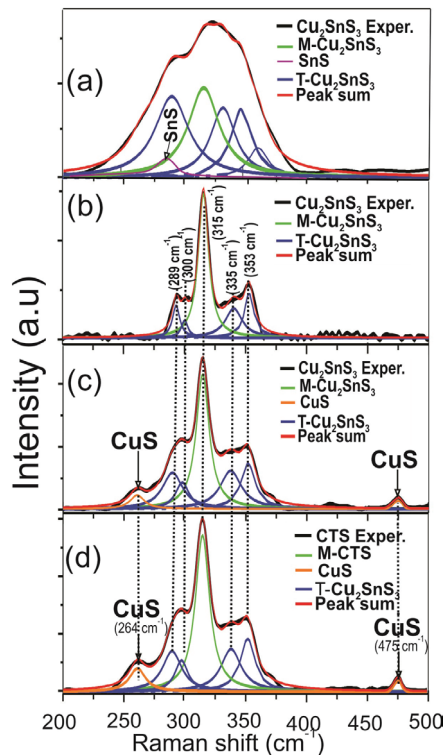 Intensity (a.u)
(a)
Cu₂SnS₃ Exper.
M-Cu₂SnS₃
SnS
T-Cu₂SnS₃
Peak sum
SnS
(b)
Cu₂SnS₃ Exper.
M-Cu₂SnS₃
T-Cu₂SnS₃
Peak sum
(289 cm⁻¹)
(300 cm⁻¹)
(315 cm⁻¹)
(335 cm⁻¹)
(353 cm⁻¹)
(c)
Cu₂SnS₃ Exper.
M-Cu₂SnS₃
CuS
T-Cu₂SnS₃
Peak sum
CuS
CuS
(d)
CTS Exper.
M-CTS
CuS
T-Cu₂SnS₃
Peak sum
CuS
(264 cm⁻¹)
CuS
(475 cm⁻¹)
200 250 300 350 400 450 500
Raman shift (cm⁻¹)